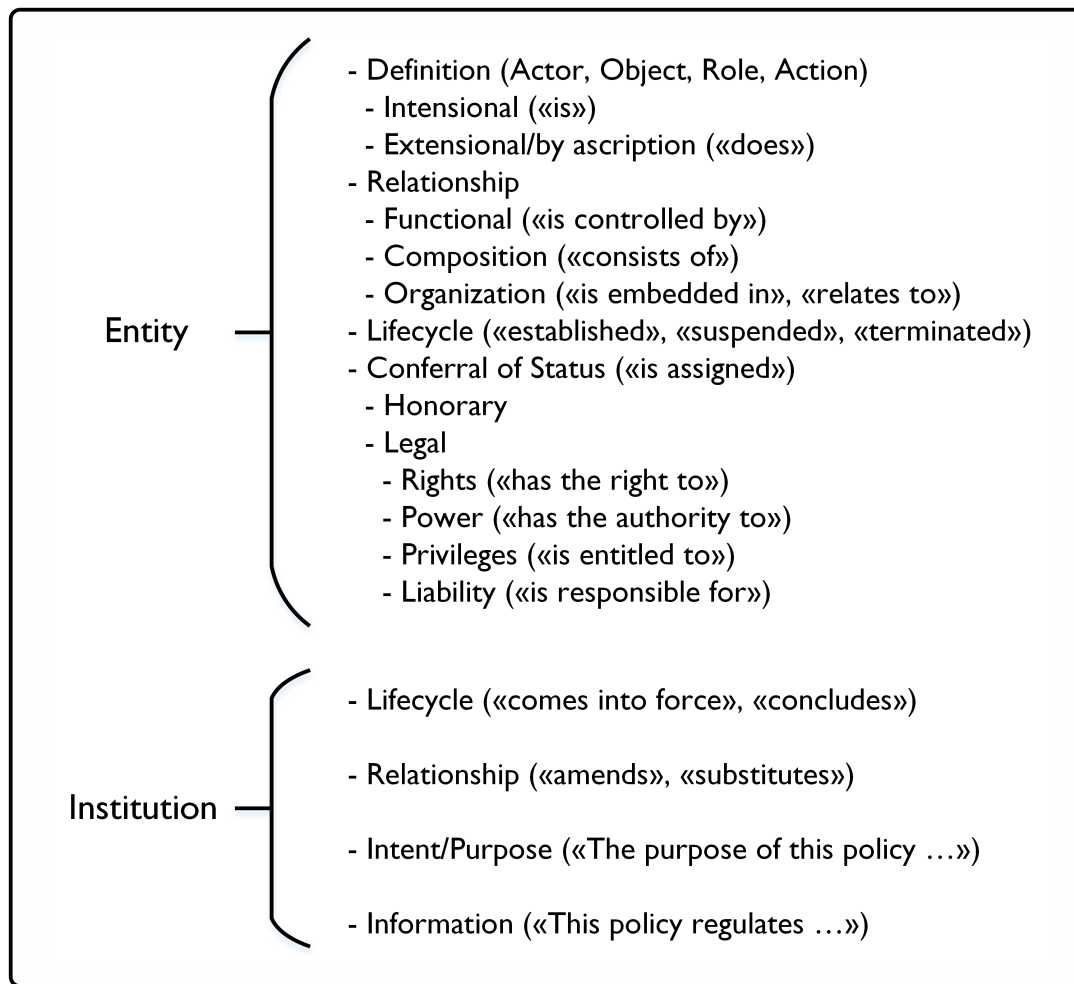 Entity
- Definition (Actor, Object, Role, Action)
- Intensional («is»)
- Extensional/by ascription («does»)
- Relationship
- Functional («is controlled by»)
- Composition («consists of»)
- Organization («is embedded in», «relates to»)
- Lifecycle («established», «suspended», «terminated»)
- Conferral of Status («is assigned»)
- Honorary
- Legal
- Rights («has the right to»)
- Power («has the authority to»)
- Privileges («is entitled to»)
- Liability («is responsible for»)
Institution
- Lifecycle («comes into force», «concludes»)
- Relationship («amends», «substitutes»)
- Intent/Purpose («The purpose of this policy …»)
- Information («This policy regulates …»)